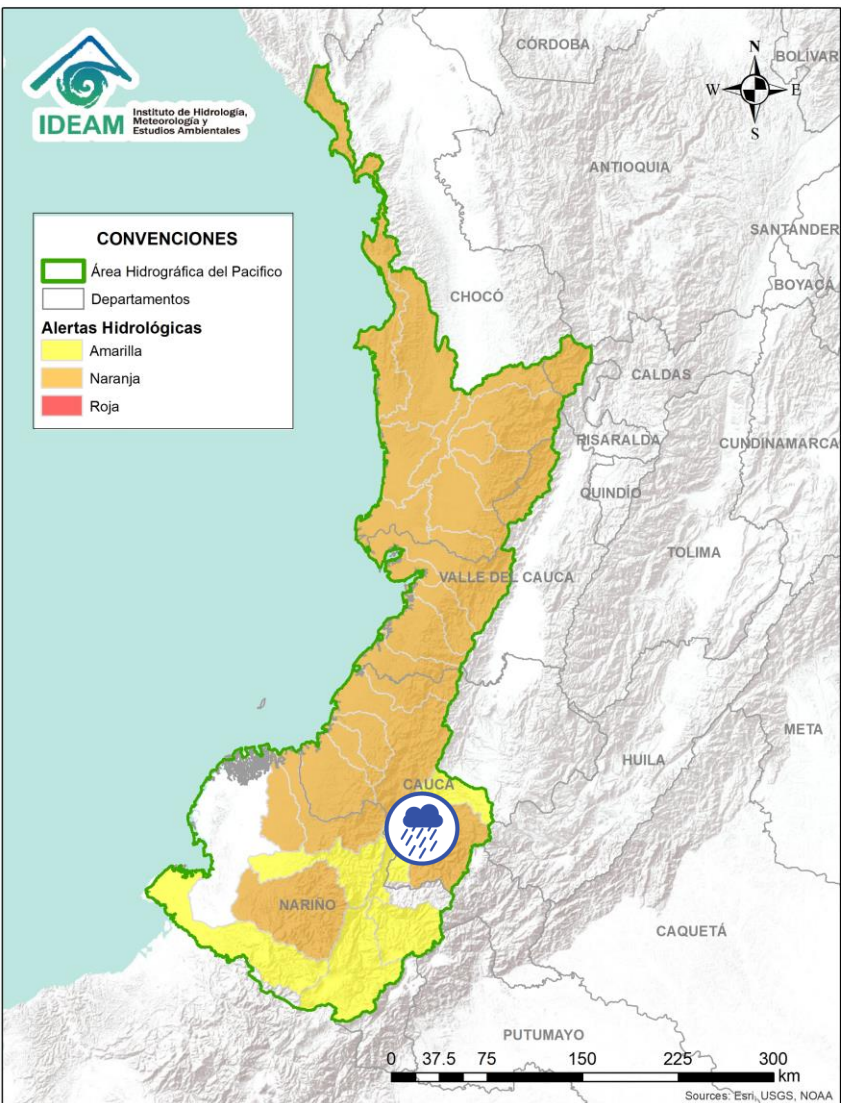 IDEAM
Instituto de Hidrología,
Meteorología y
Estudios Ambientales
CÓRDOBA
BOLÍVAR
N
W
E
S
ANTIOQUIA
SANTANDER
BOYACÁ
CONVENCIONES
Área Hidrográfica del Pacifico
Departamentos
Alertas Hidrológicas
Amarilla
Naranja
Roja
CHOCÓ
CALDAS
RISARALDA
CUNDINAMARCA
QUINDÍO
TOLIMA
VALLE DEL CAUCA
META
HUILA
CAUCA
NARIÑO
CAQUETÁ
PUTUMAYO
0 37.5 75 150 225 300
km
Sources: Esri, USGS, NOAA